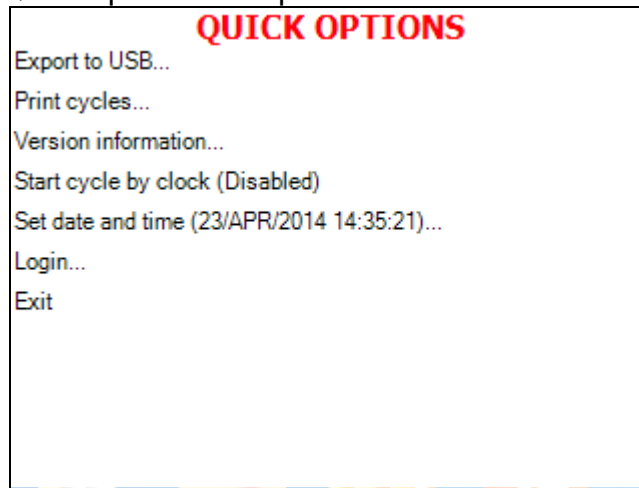 QUICK OPTIONS
Export to USB...
Print cycles...
Version information...
Start cycle by clock (Disabled)
Set date and time (23/APR/2014 14:35:21)...
Login...
Exit